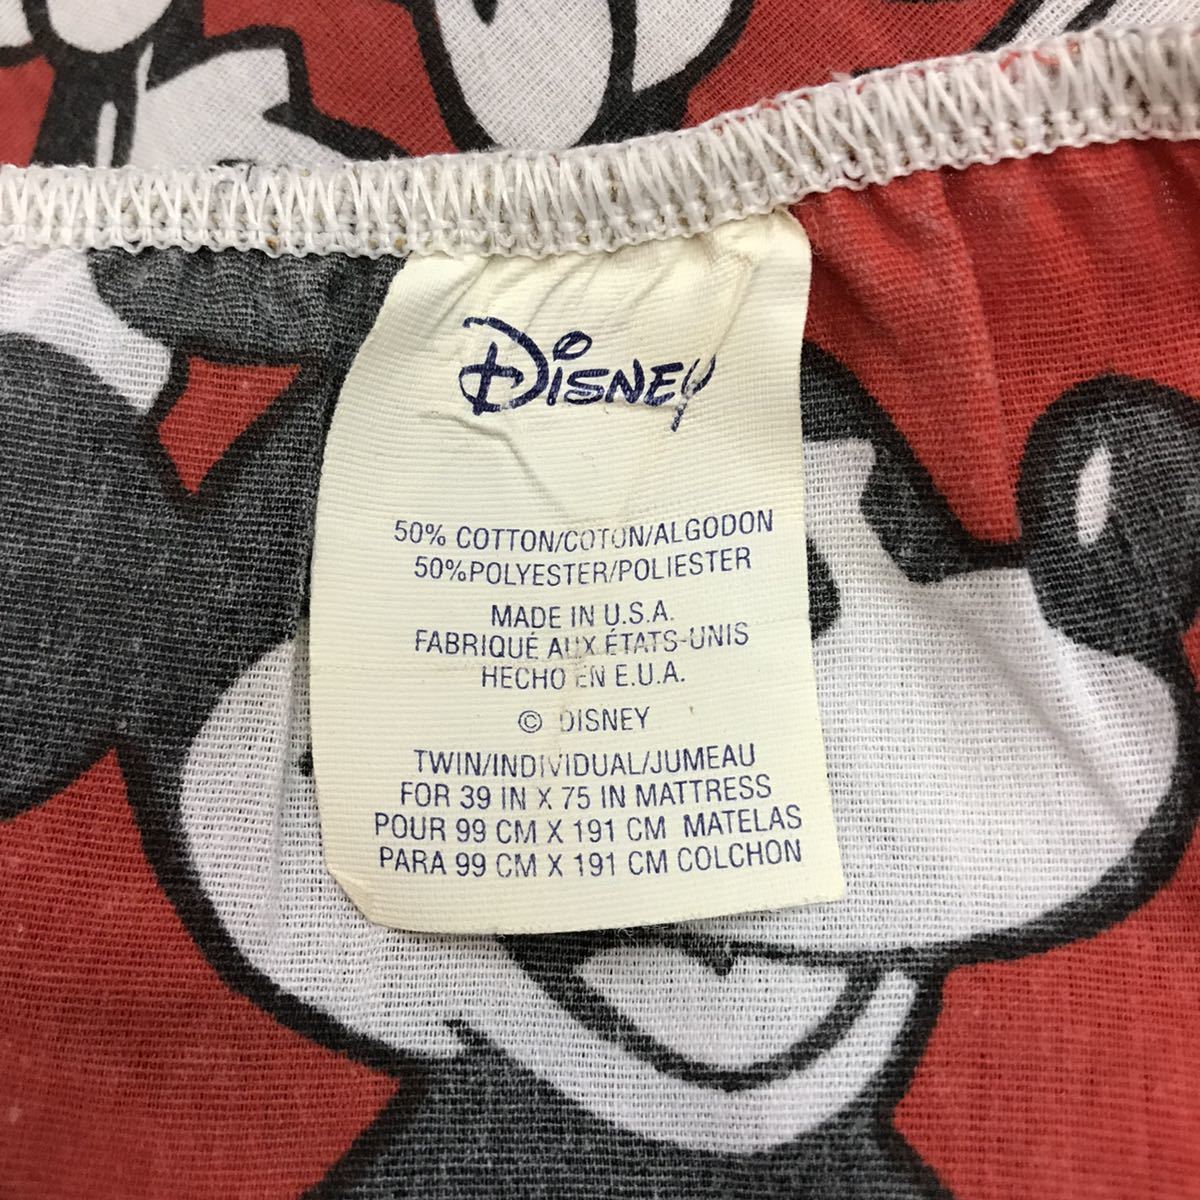 DISNEY
50% COTTON/COTON/ALGODON
50%POLYESTER/POLIESTER
MADE IN U.S.A.
FABRIQUÉ AUX ÉTATS-UNIS
HECHO EN E.U.A.
© DISNEY
TWIN/INDIVIDUAL/JUMEAU
FOR 39 IN X 75 IN MATTRESS
POUR 99 CM X 191 CM MATELAS
PARA 99 CM X 191 CM COLCHON